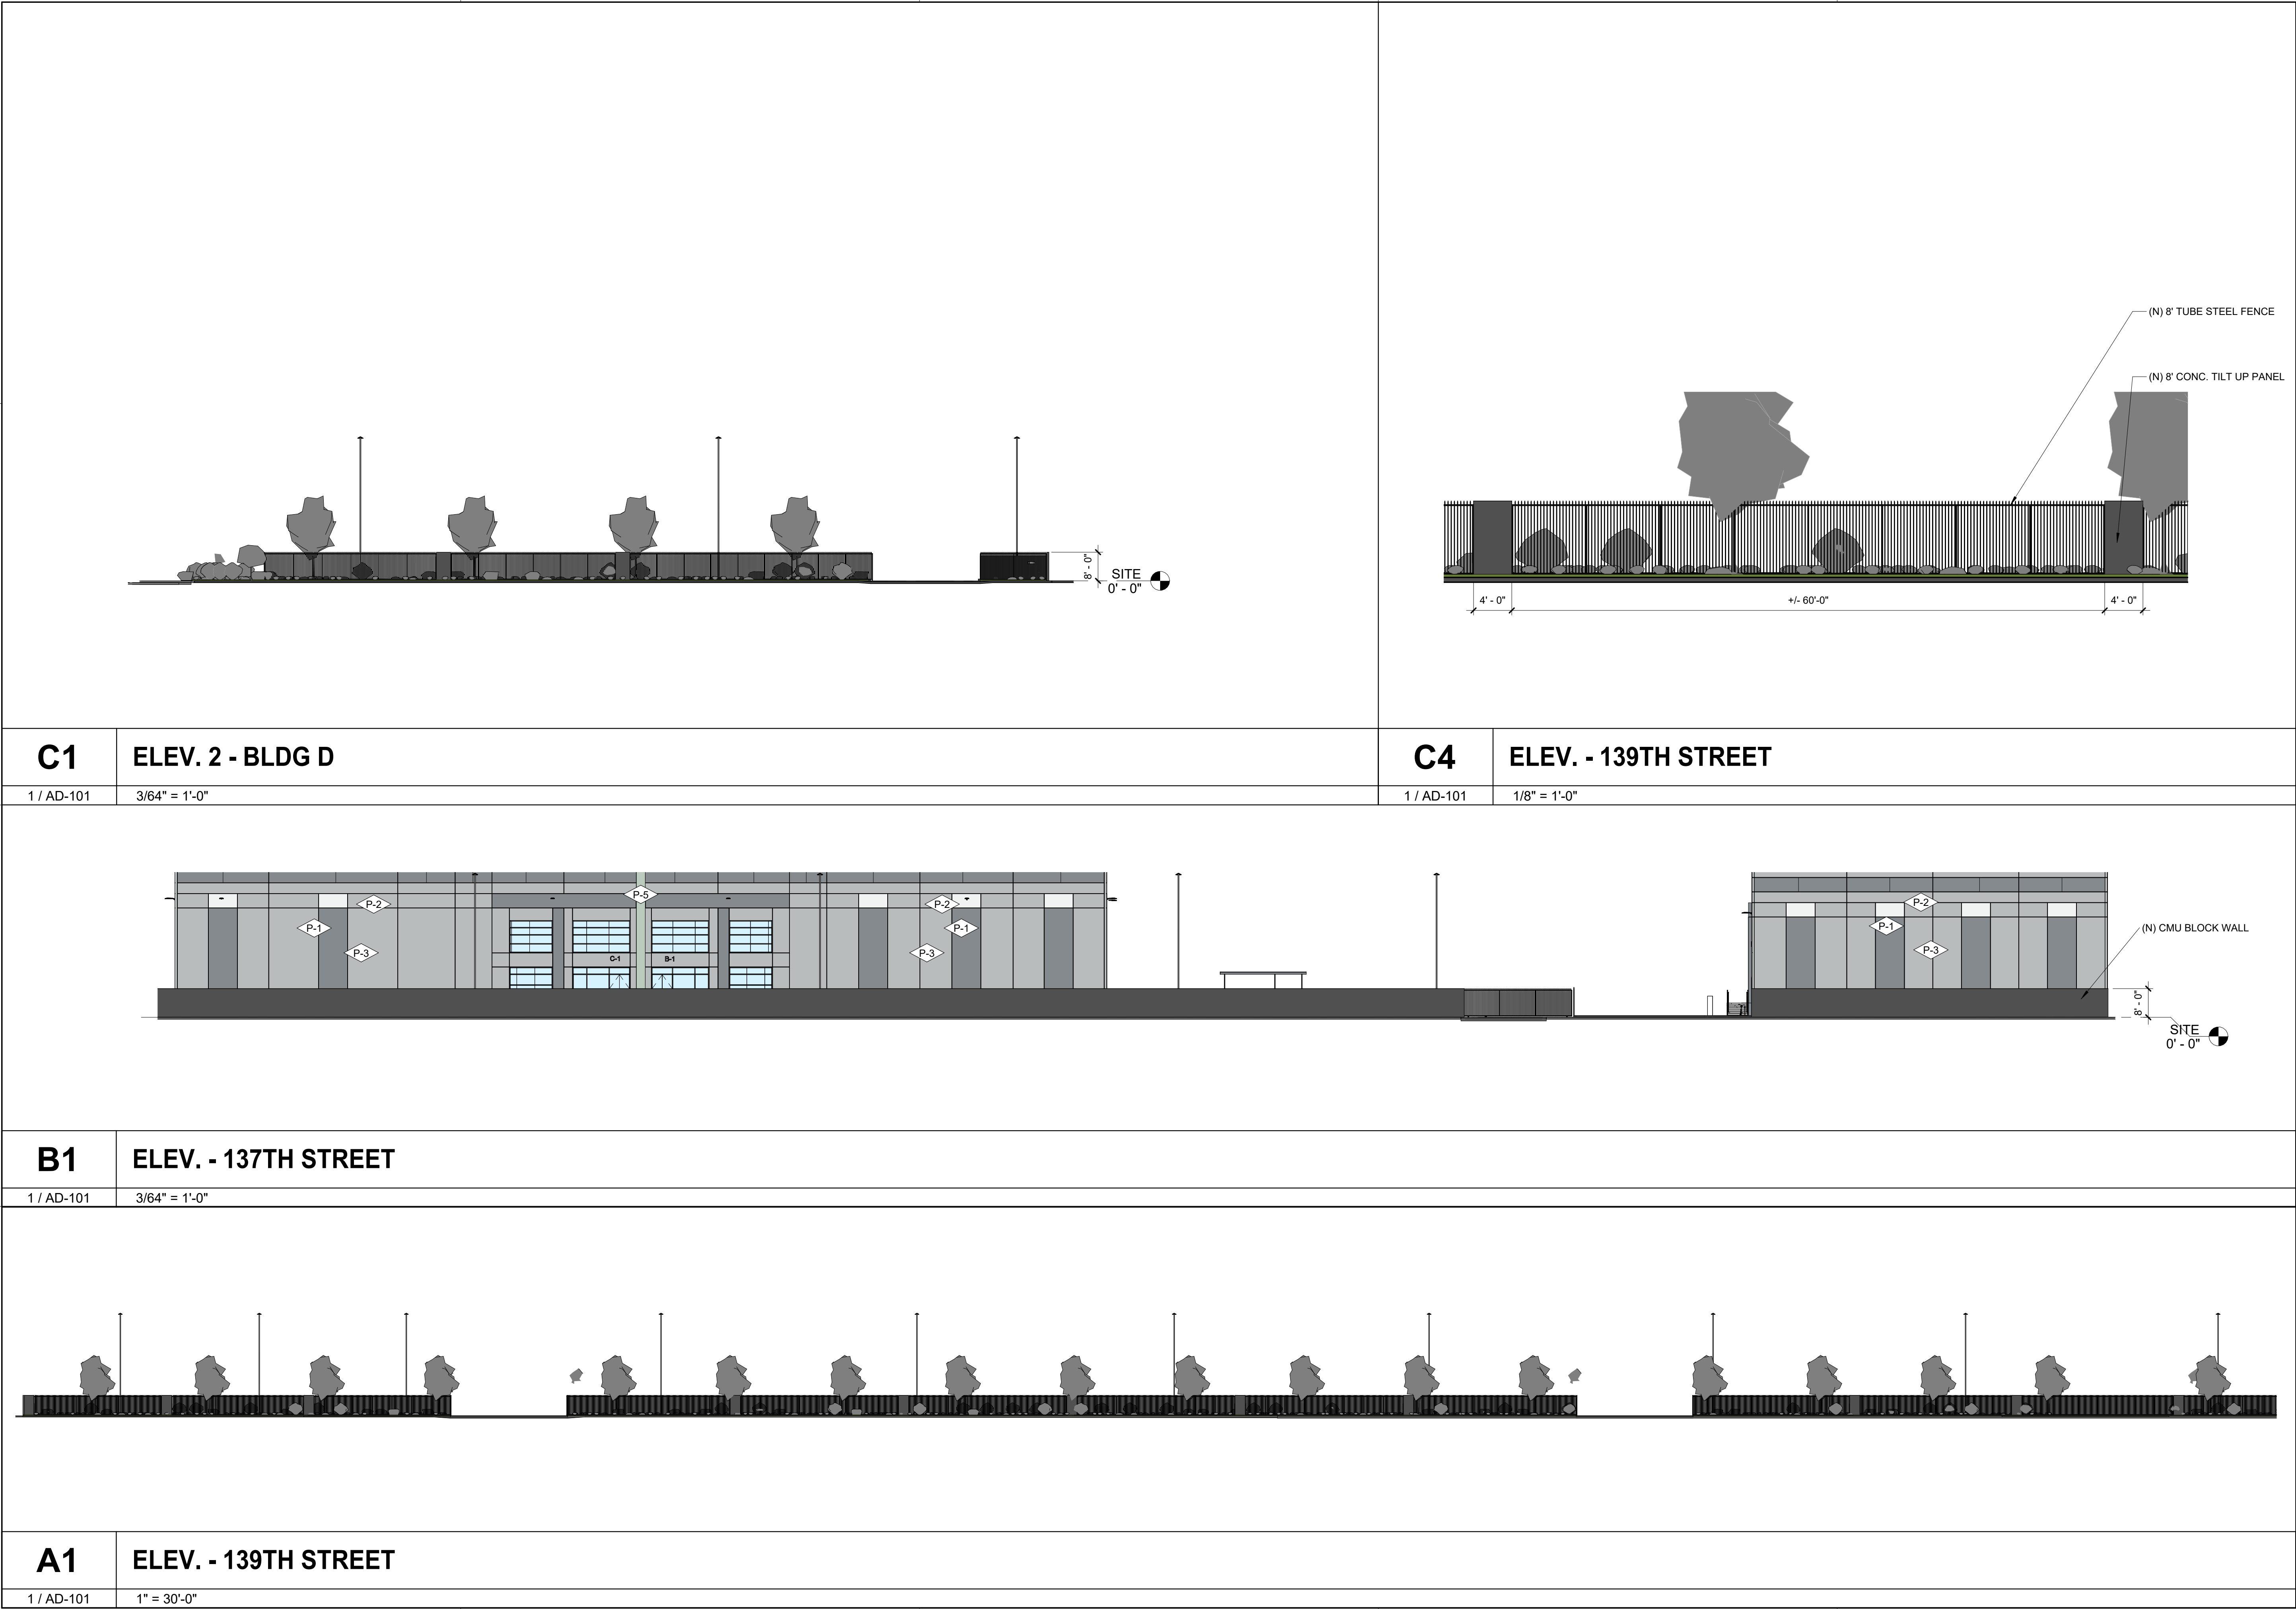 (N) 8' TUBE STEEL FENCE
(N) 8' CONC. TILT UP PANEL
8' - 0"
SITE
0' - 0"
4' - 0"
+/- 60'-0"
4' - 0"
C1
ELEV. 2 - BLDG D
1 / AD-101
3/64" = 1'-0"
C4
ELEV. - 139TH STREET
1 / AD-101
1/8" = 1'-0"
P-5
P-2
P-1
P-3
C-1
B-1
P-2
P-1
P-3
P-2
P-1
P-3
(N) CMU BLOCK WALL
8' - 0"
SITE
0' - 0"
B1
ELEV. - 137TH STREET
1 / AD-101
3/64" = 1'-0"
A1
ELEV. - 139TH STREET
1 / AD-101
1" = 30'-0"